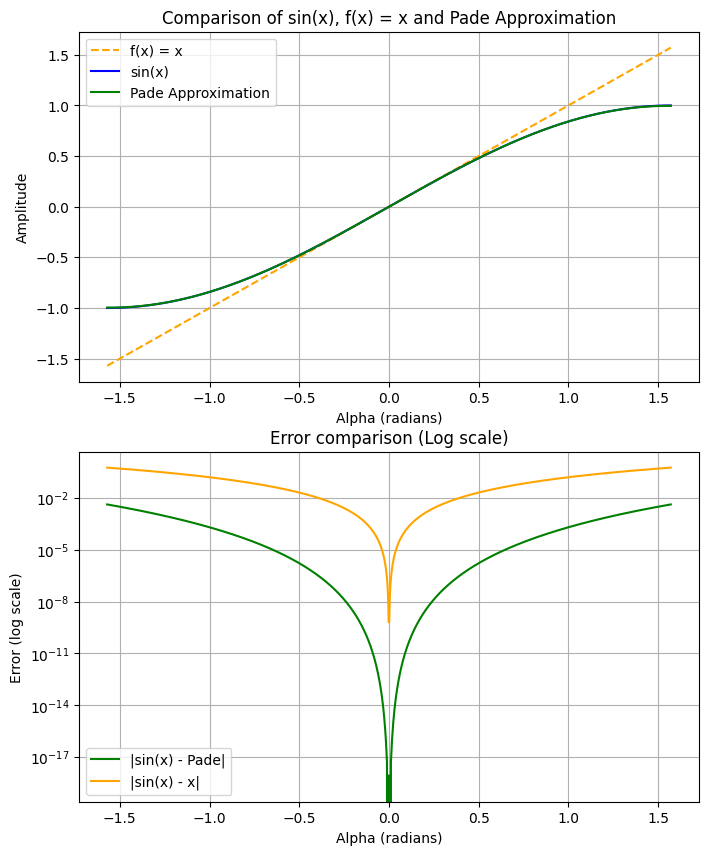 Comparison of sin(x), f(x) = x and Pade Approximation
f(x) = x
sin(x)
Pade Approximation
1.5
1.0
0.5
0.0
−0.5
−1.0
−1.5
Amplitude
−1.5 −1.0 −0.5 0.0 0.5 1.0 1.5
Alpha (radians)
Error comparison (Log scale)
10⁻²
10⁻⁵
10⁻⁸
10⁻¹¹
10⁻¹⁴
10⁻¹⁷
Error (log scale)
|sin(x) - Pade|
|sin(x) - x|
−1.5 −1.0 −0.5 0.0 0.5 1.0 1.5
Alpha (radians)